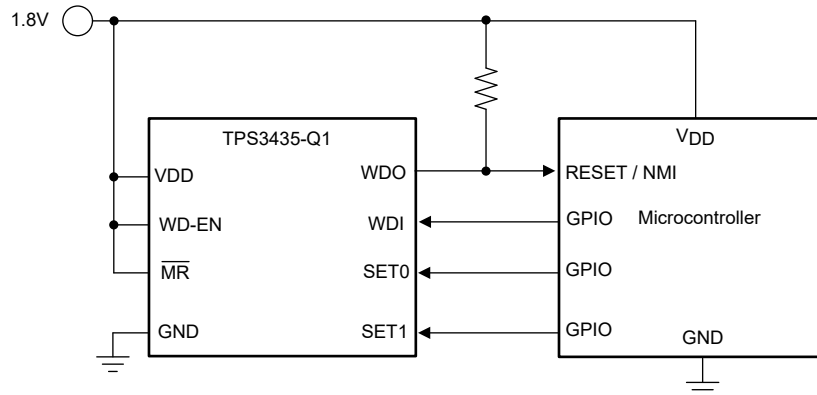 1.8V
TPS3435-Q1
VDD
WD-EN
MR
GND
WDO
WDI
SET0
SET1
VDD
RESET / NMI
GPIO
Microcontroller
GPIO
GPIO
GND